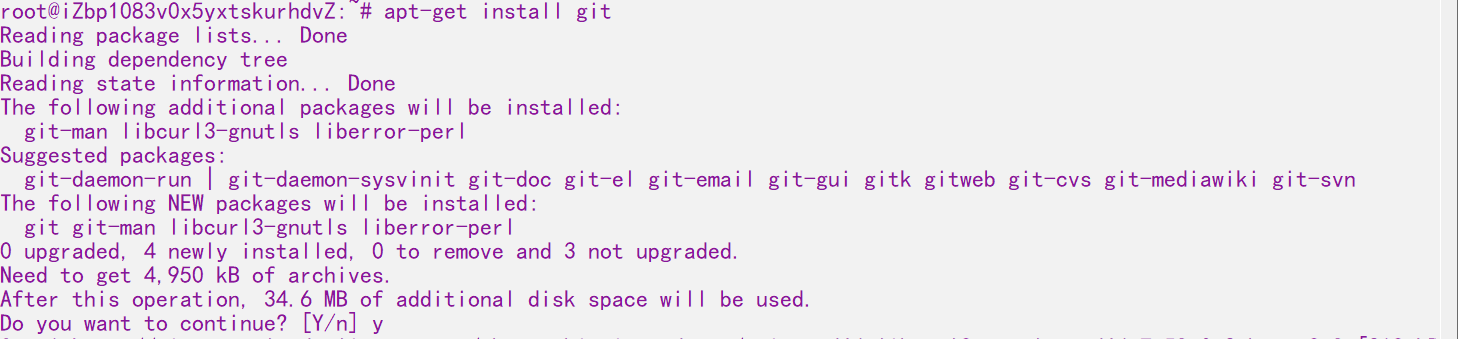 root@iZbp1083v0x5yxtskurhdvZ:~# apt-get install git
Reading package lists... Done
Building dependency tree
Reading state information... Done
The following additional packages will be installed:
  git-man libcurl3-gnutls liberror-perl
Suggested packages:
  git-daemon-run | git-daemon-sysvinit git-doc git-el git-email git-gui gitk gitweb git-cvs git-mediawiki git-svn
The following NEW packages will be installed:
  git git-man libcurl3-gnutls liberror-perl
0 upgraded, 4 newly installed, 0 to remove and 3 not upgraded.
Need to get 4,950 kB of archives.
After this operation, 34.6 MB of additional disk space will be used.
Do you want to continue? [Y/n] y